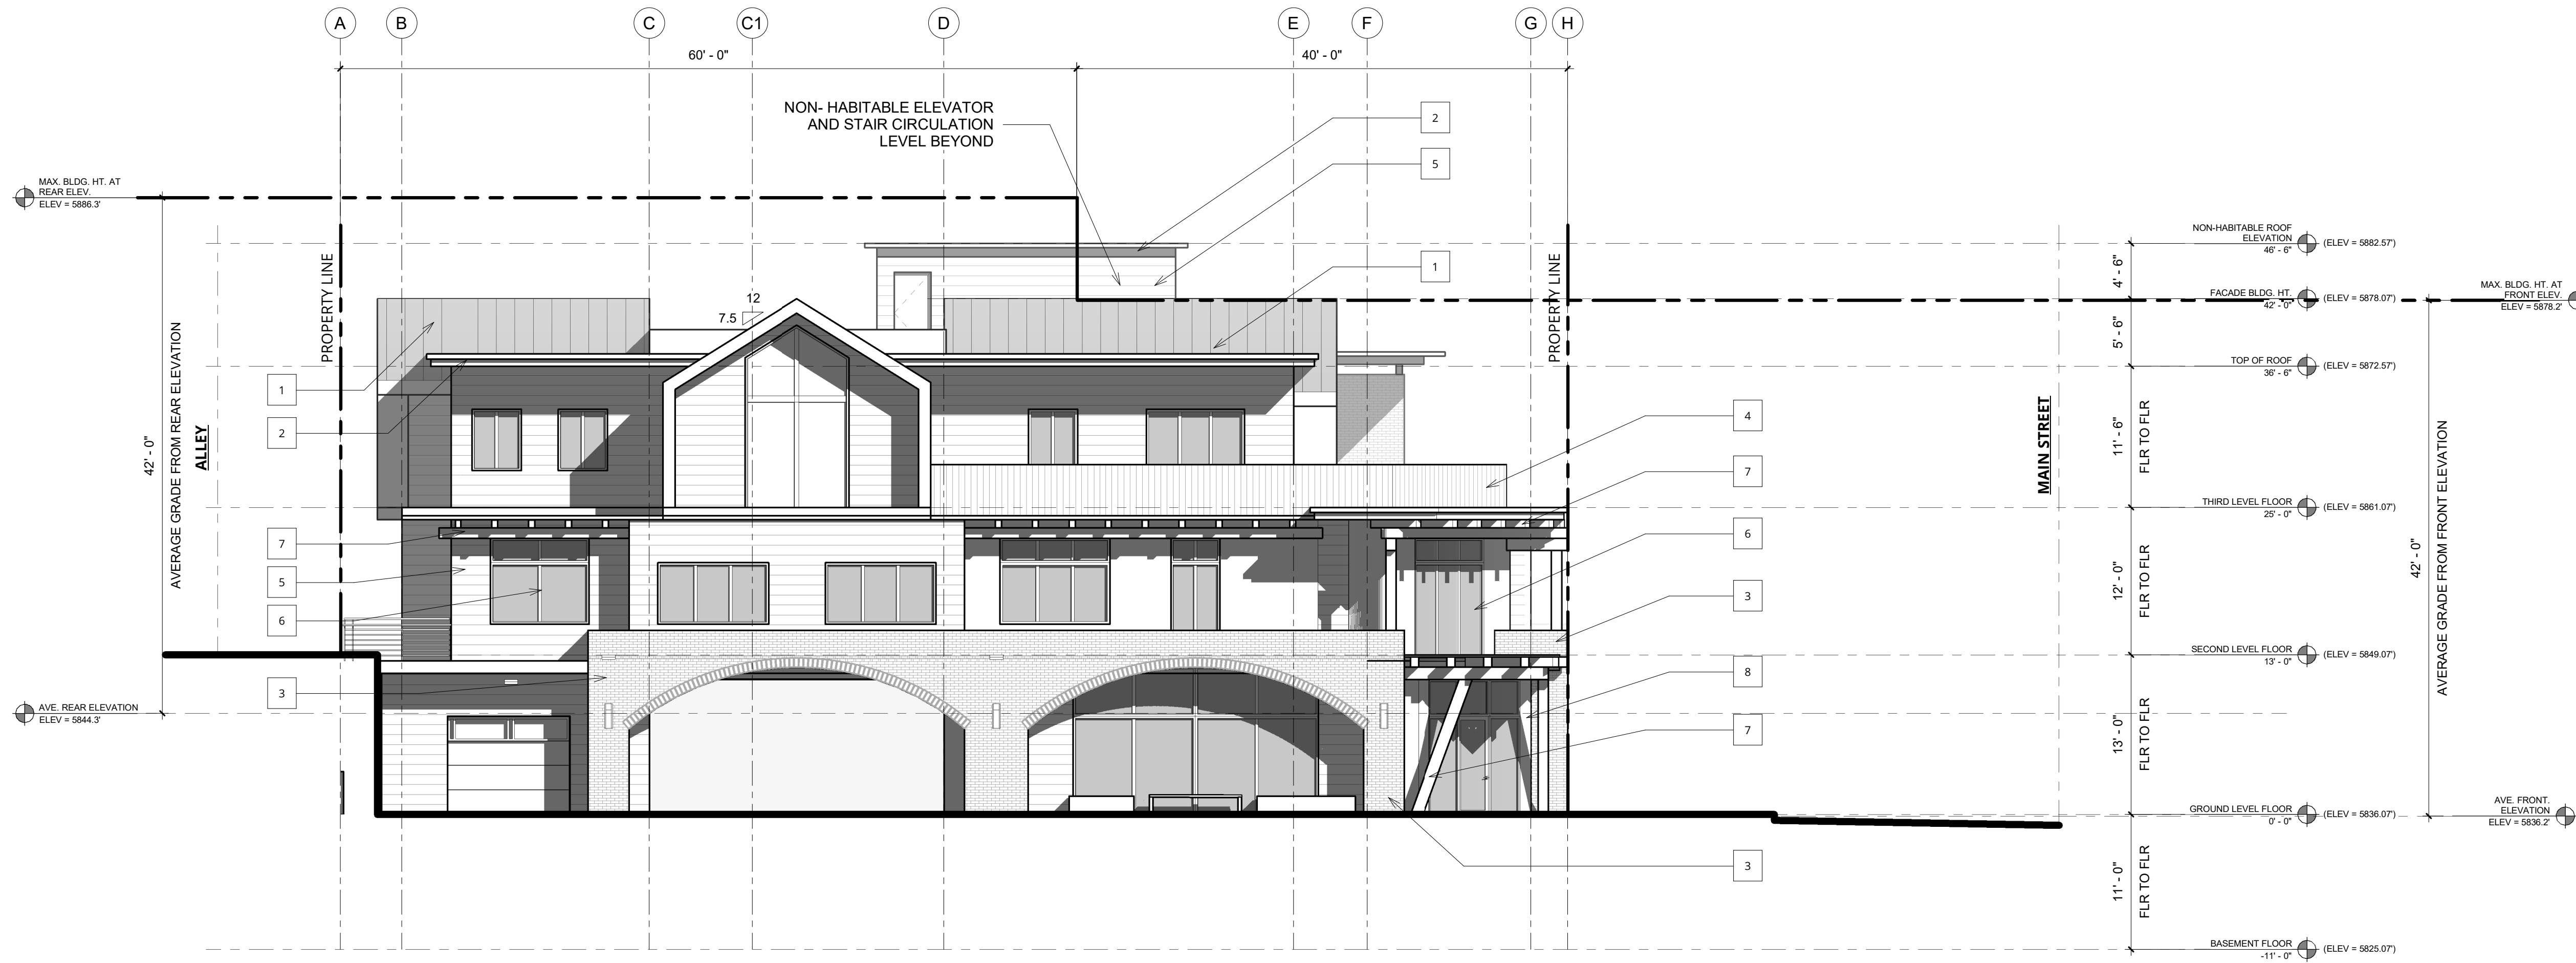 A
B
C
C1
D
E
F
G
H
60' - 0"
40' - 0"
NON- HABITABLE ELEVATOR
AND STAIR CIRCULATION
LEVEL BEYOND
2
5
1
MAX. BLDG. HT. AT
REAR ELEV.
ELEV = 5886.3'
42' - 0"
AVERAGE GRADE FROM REAR ELEVATION
ALLEY
AVE. REAR ELEVATION
ELEV = 5844.3'
PROPERTY LINE
12
7.5
1
2
7
5
6
3
PROPERTY LINE
4
7
6
3
8
7
3
MAIN STREET
4' - 6"
5' - 6"
11' - 6"
FLR TO FLR
12' - 0"
FLR TO FLR
13' - 0"
FLR TO FLR
11' - 0"
FLR TO FLR
NON-HABITABLE ROOF
ELEVATION
46' - 6"
(ELEV = 5882.57')
FACADE BLDG. HT.
42' - 0"
(ELEV = 5878.07')
TOP OF ROOF
36' - 6"
(ELEV = 5872.57')
THIRD LEVEL FLOOR
25' - 0"
(ELEV = 5861.07')
SECOND LEVEL FLOOR
13' - 0"
(ELEV = 5849.07')
GROUND LEVEL FLOOR
0' - 0"
(ELEV = 5836.07')
BASEMENT FLOOR
-11' - 0"
(ELEV = 5825.07')
42' - 0"
AVERAGE GRADE FROM FRONT ELEVATION
MAX. BLDG. HT. AT
FRONT ELEV.
ELEV = 5878.2'
AVE. FRONT.
ELEVATION
ELEV = 5836.2'